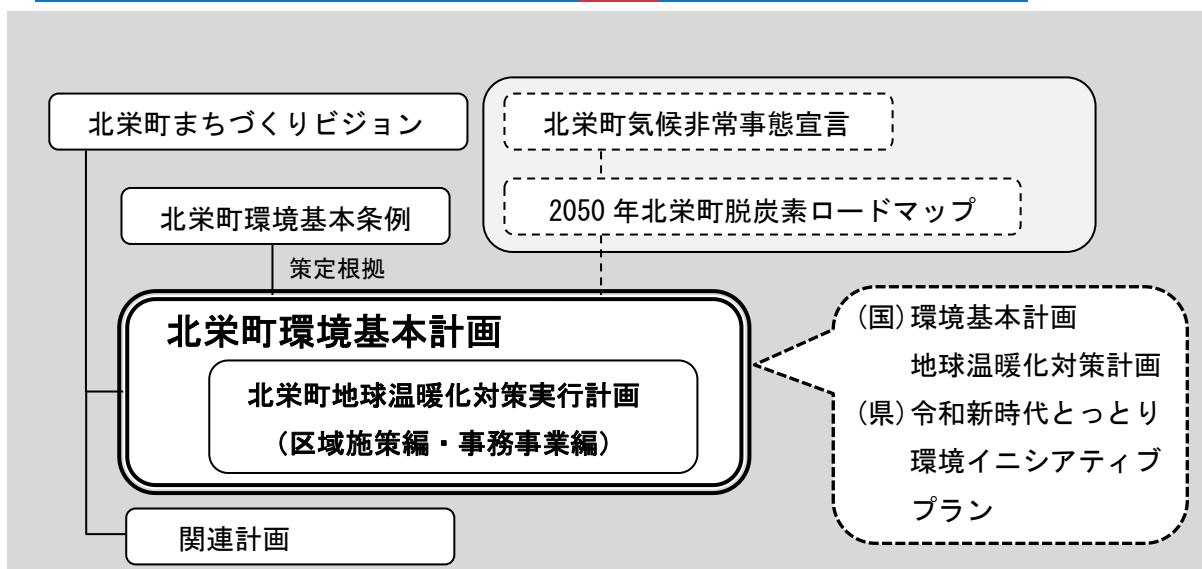 北栄町まちづくりビジョン
北栄町気候非常事態宣言
2050年北栄町脱炭素ロードマップ
北栄町環境基本条例
策定根拠
北栄町環境基本計画
北栄町地球温暖化対策実行計画
（区域施策編・事務事業編）
(国)環境基本計画
地球温暖化対策計画
(県)令和新時代とっとり
環境イニシアティブ
プラン
関連計画